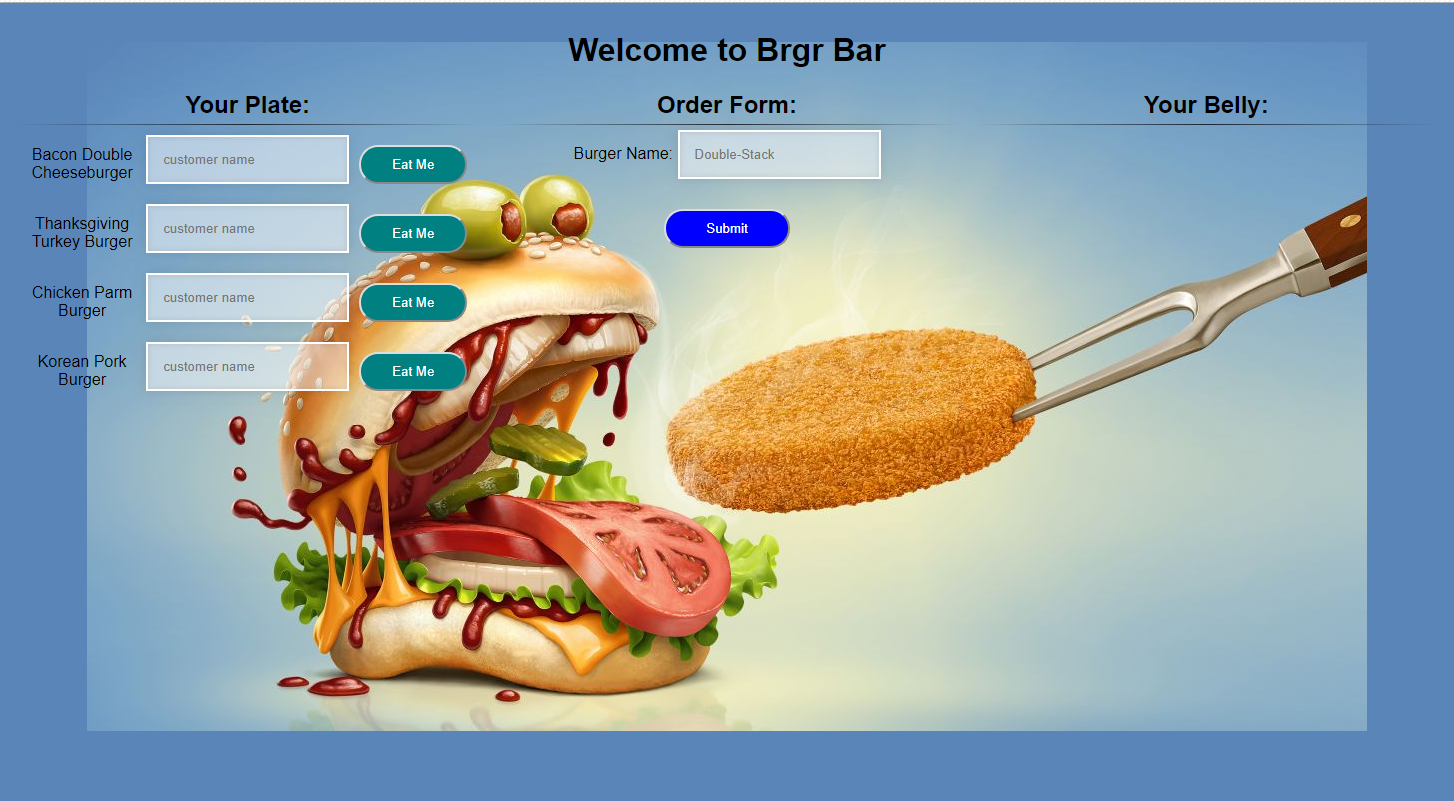 Welcome to Brgr Bar
Your Plate:
Bacon Double
Cheeseburger
customer name
Eat Me
Thanksgiving
Turkey Burger
customer name
Eat Me
Chicken Parm
Burger
customer name
Eat Me
Korean Pork
Burger
customer name
Eat Me
Order Form:
Burger Name:
Double-Stack
Submit
Your Belly: